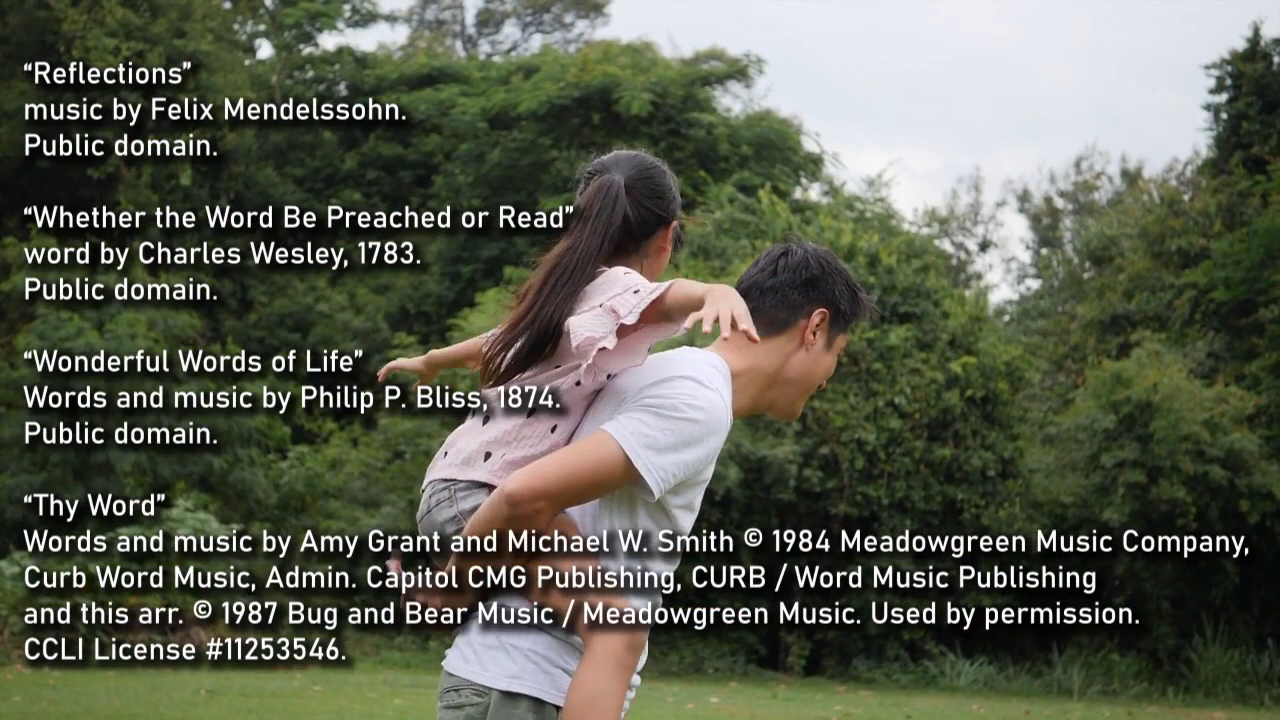 “Reflections”
music by Felix Mendelssohn.
Public domain.
“Whether the Word Be Preached or Read”
word by Charles Wesley, 1783.
Public domain.
“Wonderful Words of Life”
Words and music by Philip P. Bliss, 1874.
Public domain.
“Thy Word”
Words and music by Amy Grant and Michael W. Smith © 1984 Meadowgreen Music Company,
Curb Word Music, Admin. Capitol CMG Publishing, CURB / Word Music Publishing
and this arr. © 1987 Bug and Bear Music / Meadowgreen Music. Used by permission.
CCLI License #11253546.